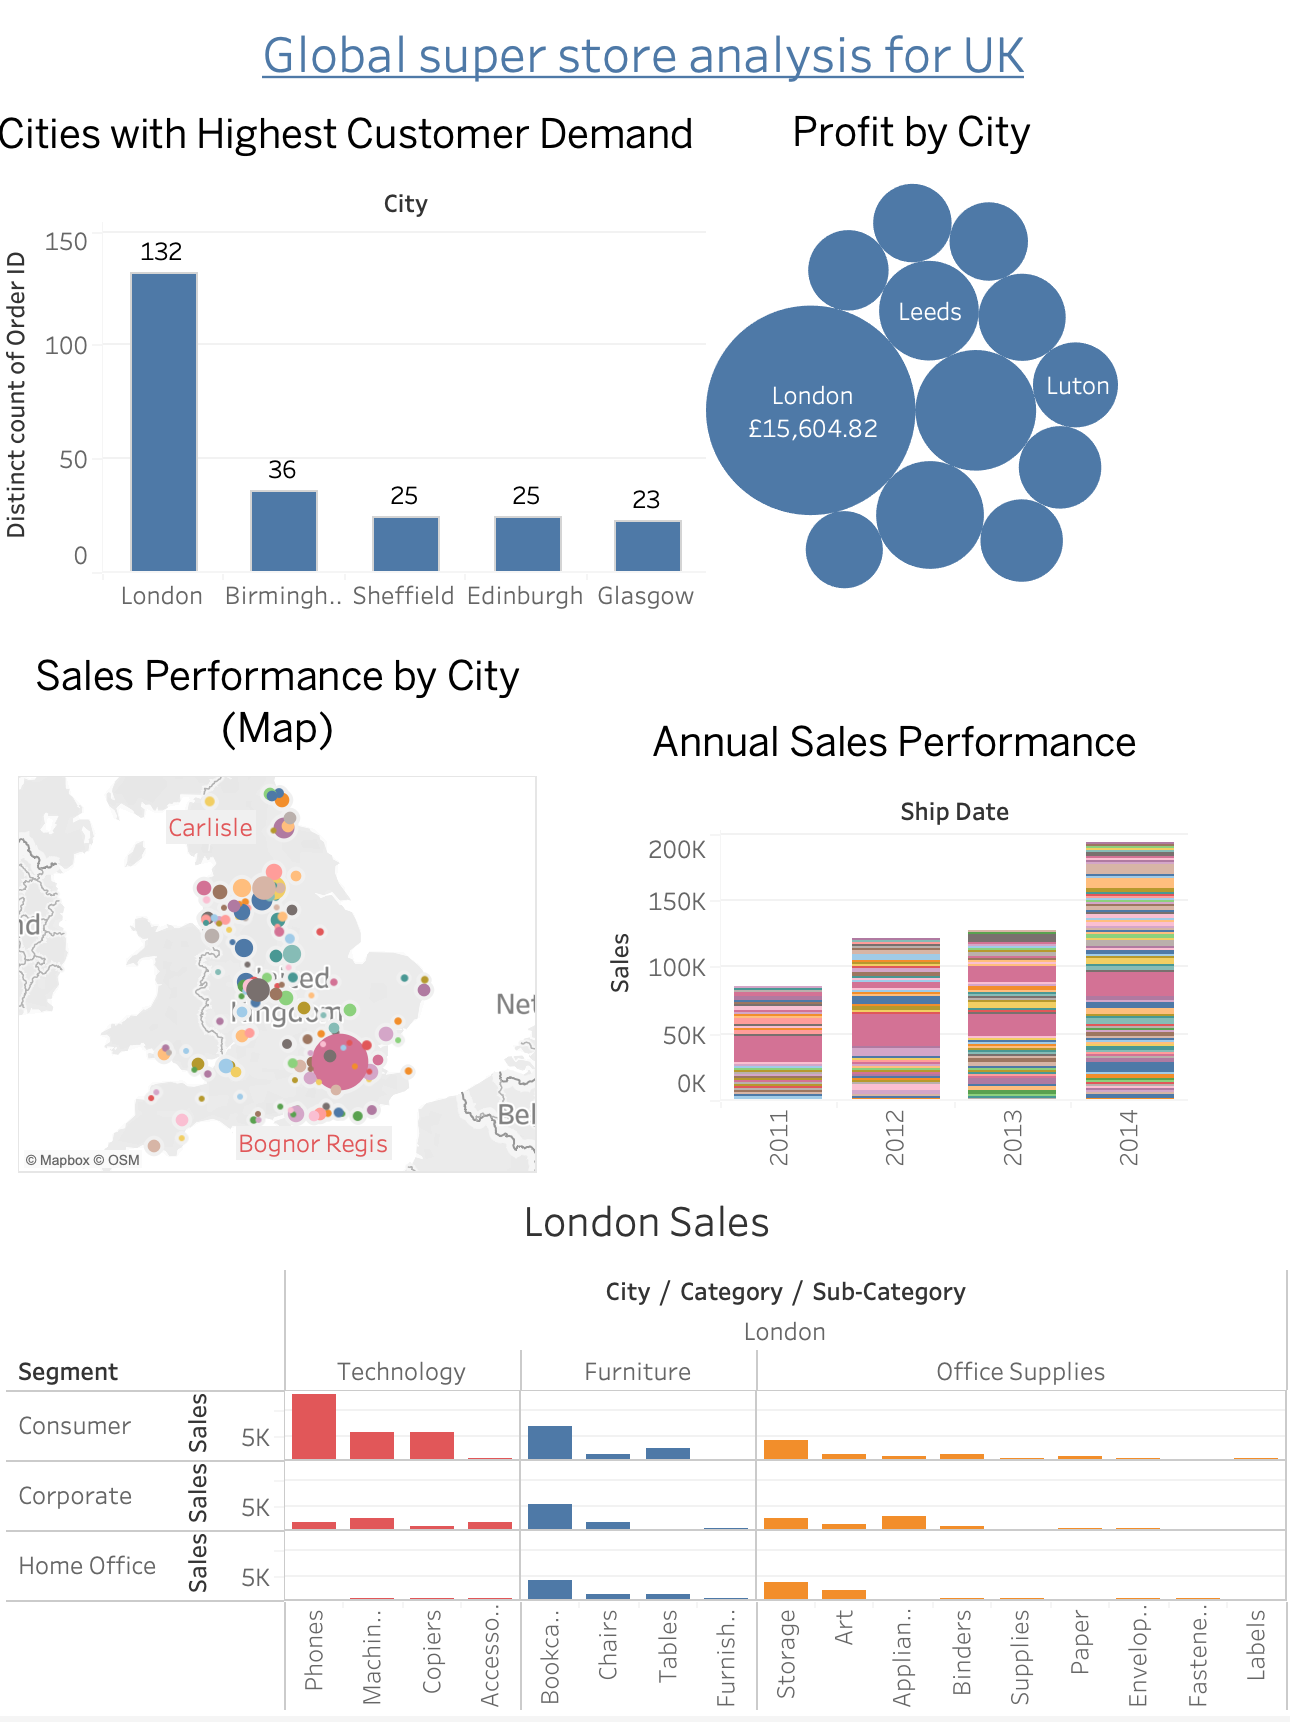 Global super store analysis for UK
Cities with Highest Customer Demand
Profit by City
City
Distinct count of Order ID
150
100
50
0
132
36
25
25
23
London
Birmingh..
Sheffield
Edinburgh
Glasgow
Leeds
London
£15,604.82
Luton
Sales Performance by City
(Map)
Carlisle
United
Kingdom
nd
Net
Bel
Bognor Regis
© Mapbox © OSM
Annual Sales Performance
Ship Date
Sales
200K
150K
100K
50K
0K
2011
2012
2013
2014
London Sales
City / Category / Sub-Category
London
Segment
Technology
Furniture
Office Supplies
Consumer
Sales
5K
Corporate
Sales
5K
Home Office
Sales
5K
Phones
Machin..
Copiers
Accesso..
Bookca..
Chairs
Tables
Furnish..
Storage
Art
Applian..
Binders
Supplies
Paper
Envelop..
Fastene..
Labels